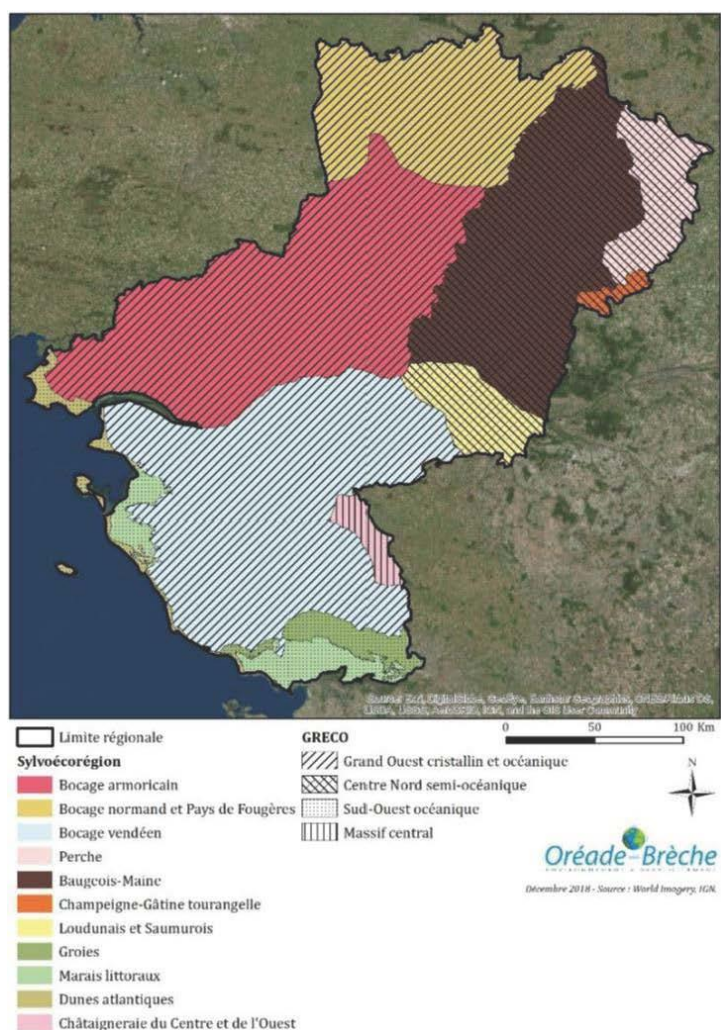 Limite régionale
Sylvoécorégion
Bocage armoricain
Bocage normand et Pays de Fougères
Bocage vendéen
Perche
Baugeois-Maine
Champeigne-Gâtine tourangelle
Loudunais et Saumurois
Groies
Marais littoraux
Dunes atlantiques
Châtaigneraie du Centre et de l'Ouest
GRECO
Grand Ouest cristallin et océanique
Centre Nord semi-océanique
Sud-Ouest océanique
Massif central
0 50 100 Km
N
Oréade-Brèche
Décembre 2018 - Source : World Imagery, IGN.